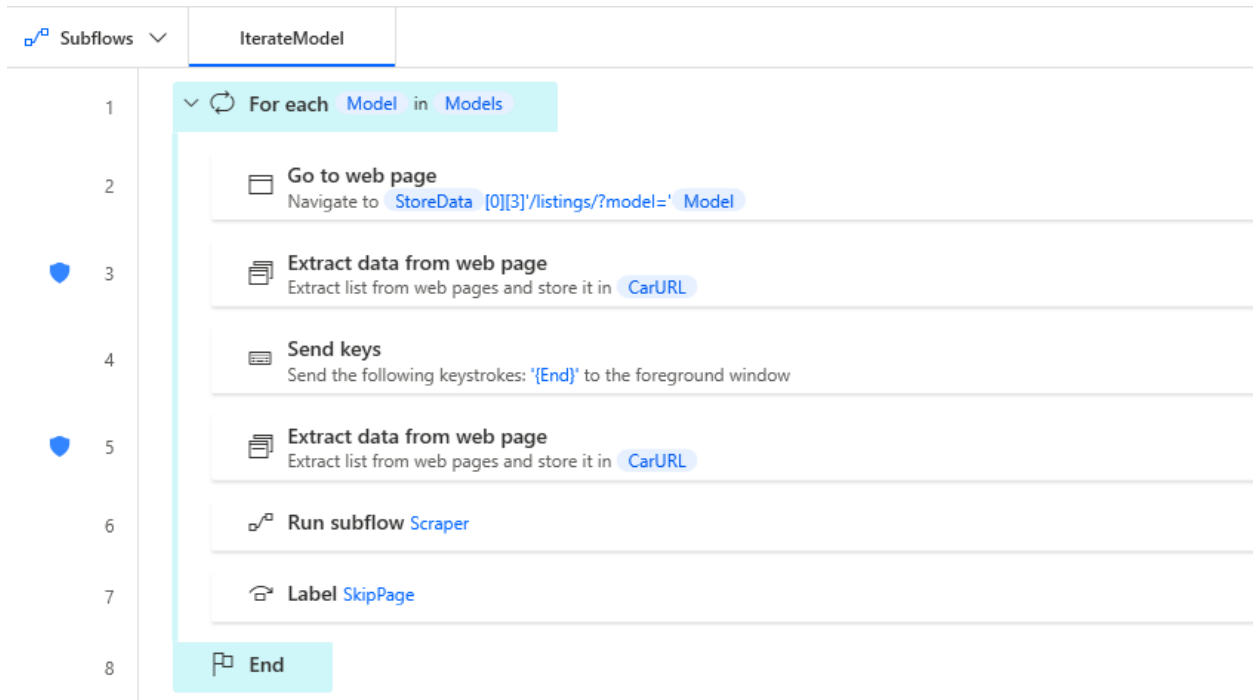 Subflows IterateModel
1 For each Model in Models
2 Go to web page
Navigate to StoreData [0][3]'/listings/?model=' Model
3 Extract data from web page
Extract list from web pages and store it in CarURL
4 Send keys
Send the following keystrokes: '{End}' to the foreground window
5 Extract data from web page
Extract list from web pages and store it in CarURL
6 Run subflow Scraper
7 Label SkipPage
8 End